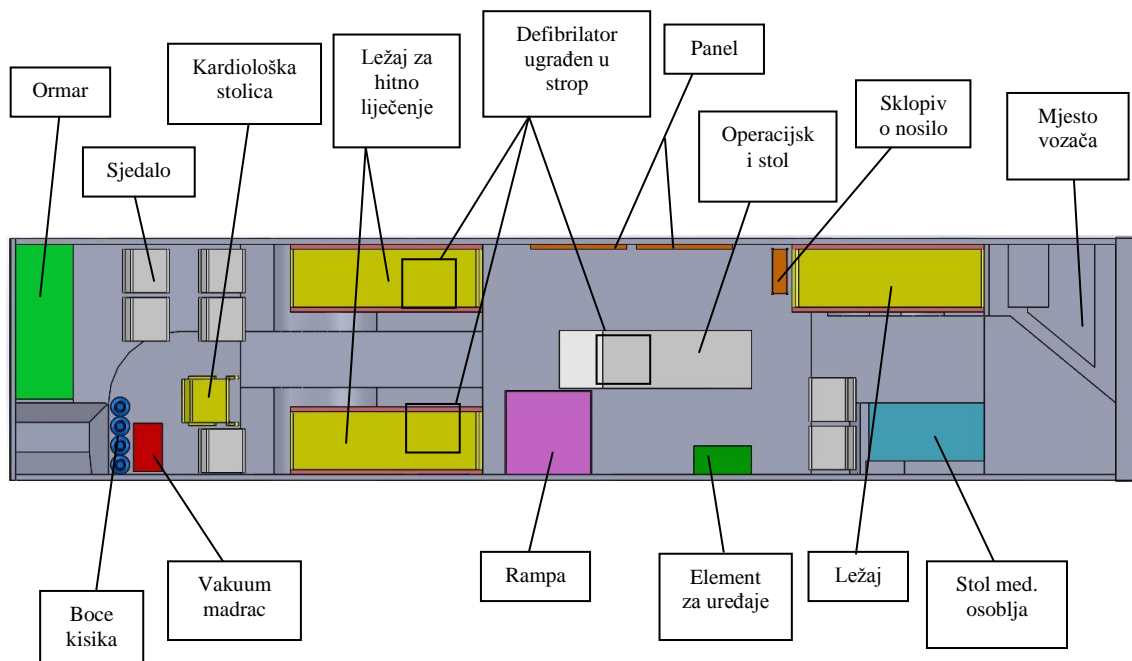 Ormar
Sjedalo
Kardiološka
stolica
Ležaj za
hitno
liječenje
Defibrilator
ugrađen u
strop
Panel
Operacijsk
i stol
Sklopiv
o nosilo
Mjesto
vozača
Boce
kisika
Vakuum
madrac
Rampa
Element
za uređaje
Ležaj
Stol med.
osoblja